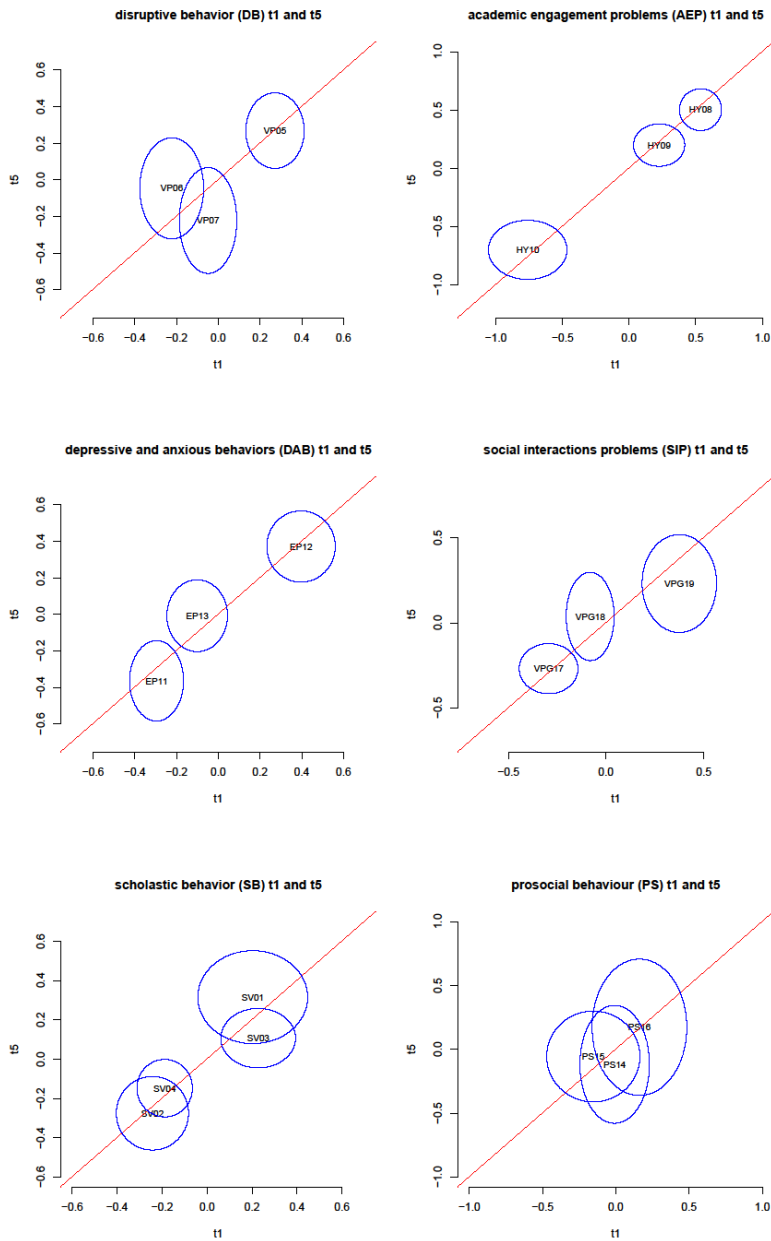 disruptive behavior (DB) t1 and t5
0.6
0.4
0.2
0.0
−0.2
−0.4
−0.6
t5
VP05
VP06
VP07
−0.6 −0.4 −0.2 0.0 0.2 0.4 0.6
t1
academic engagement problems (AEP) t1 and t5
1.0
0.5
0.0
−0.5
−1.0
t5
HY08
HY09
HY10
−1.0 −0.5 0.0 0.5 1.0
t1
depressive and anxious behaviors (DAB) t1 and t5
0.6
0.4
0.2
0.0
−0.2
−0.4
−0.6
t5
EP12
EP13
EP11
−0.6 −0.4 −0.2 0.0 0.2 0.4 0.6
t1
social interactions problems (SIP) t1 and t5
0.5
0.0
−0.5
t5
VPG19
VPG18
VPG17
−0.5 0.0 0.5
t1
scholastic behavior (SB) t1 and t5
0.6
0.4
0.2
0.0
−0.2
−0.4
−0.6
t5
SV01
SV03
SV04
SV02
−0.6 −0.4 −0.2 0.0 0.2 0.4 0.6
t1
prosocial behaviour (PS) t1 and t5
1.0
0.5
0.0
−0.5
−1.0
t5
PS16
PS15
PS14
−1.0 −0.5 0.0 0.5 1.0
t1